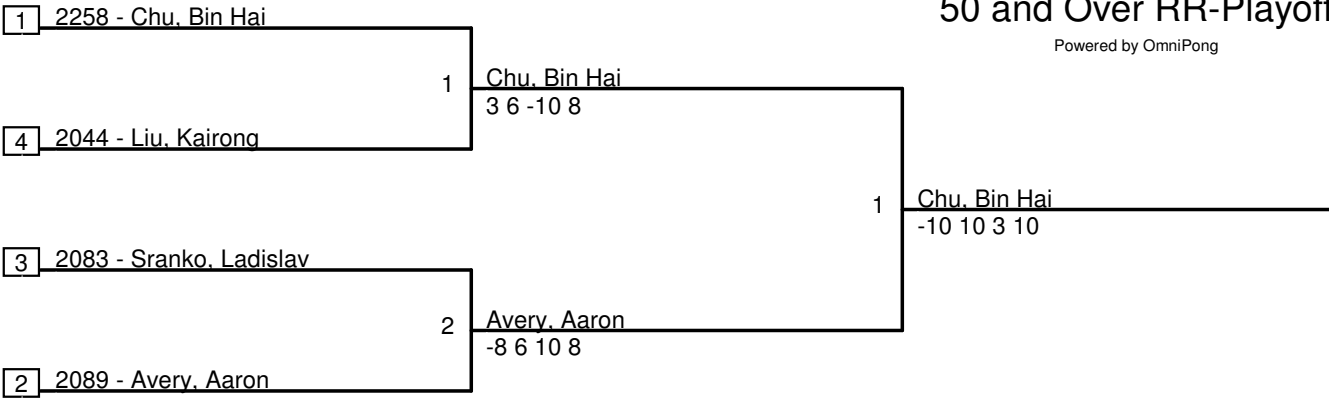 50 and Over RR-Playoff
Powered by OmniPong
1 2258 - Chu, Bin Hai
1 Chu, Bin Hai
3 6 -10 8
4 2044 - Liu, Kairong
1 Chu, Bin Hai
-10 10 3 10
3 2083 - Sranko, Ladislav
2 Avery, Aaron
-8 6 10 8
2 2089 - Avery, Aaron